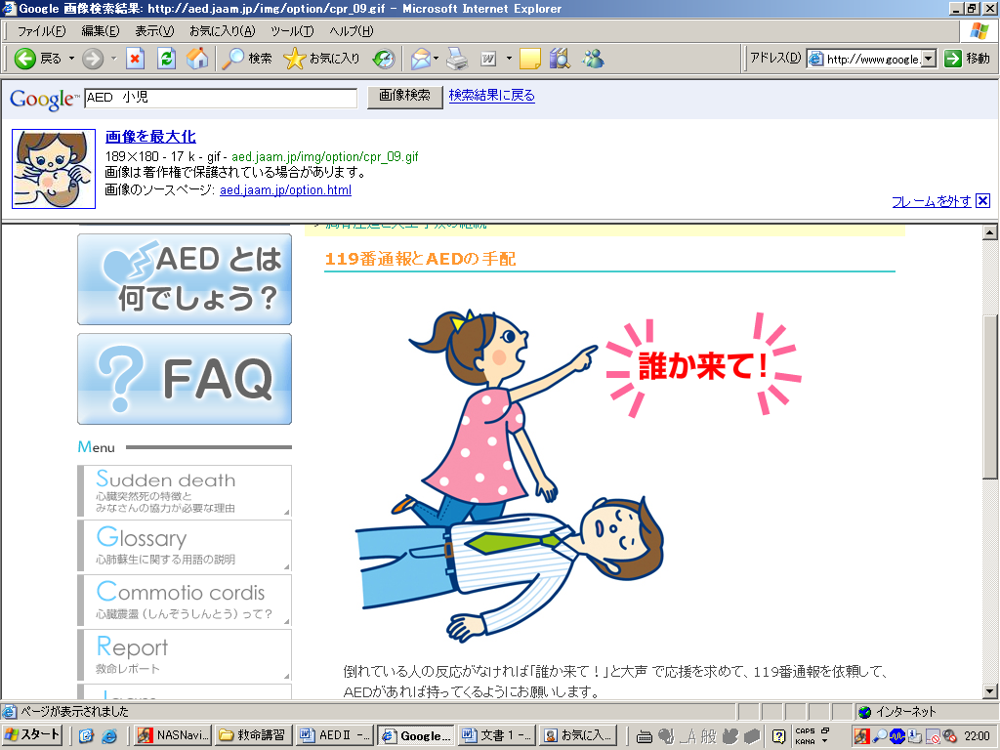 Google 画像検索結果: http://aed.jaam.jp/img/option/cpr_09.gif - Microsoft Internet Explorer
ファイル(F) 編集(E) 表示(V) お気に入り(A) ツール(T) ヘルプ(H)
戻る 検索 お気に入り アドレス(D) http://www.google. 移動
Google™ AED 小児 画像検索 検索結果に戻る
画像を最大化
189×180 - 17 k - gif - aed.jaam.jp/img/option/cpr_09.gif
画像は著作権で保護されている場合があります。
画像のソースページ: aed.jaam.jp/option.html
フレームを外す
AED とは
何でしょう？
FAQ
Menu
Sudden death
心臓突然死の特徴と
みなさんの協力が必要な理由
Glossary
心肺蘇生に関する用語の説明
Commotio cordis
心臓震盪（しんぞうしんとう）って？
Report
救命レポート
119番通報とAEDの手配
誰か来て！
倒れている人の反応がなければ「誰か来て！」と大声 で応援を求めて、119番通報を依頼して、
AEDがあれば持ってくるようにお願いします。
ページが表示されました インターネット
スタート NASNavi... 救命講習 AEDⅡ -... Google... 文書 1 -... お気に入... A 般 CAPS KANA 22:00